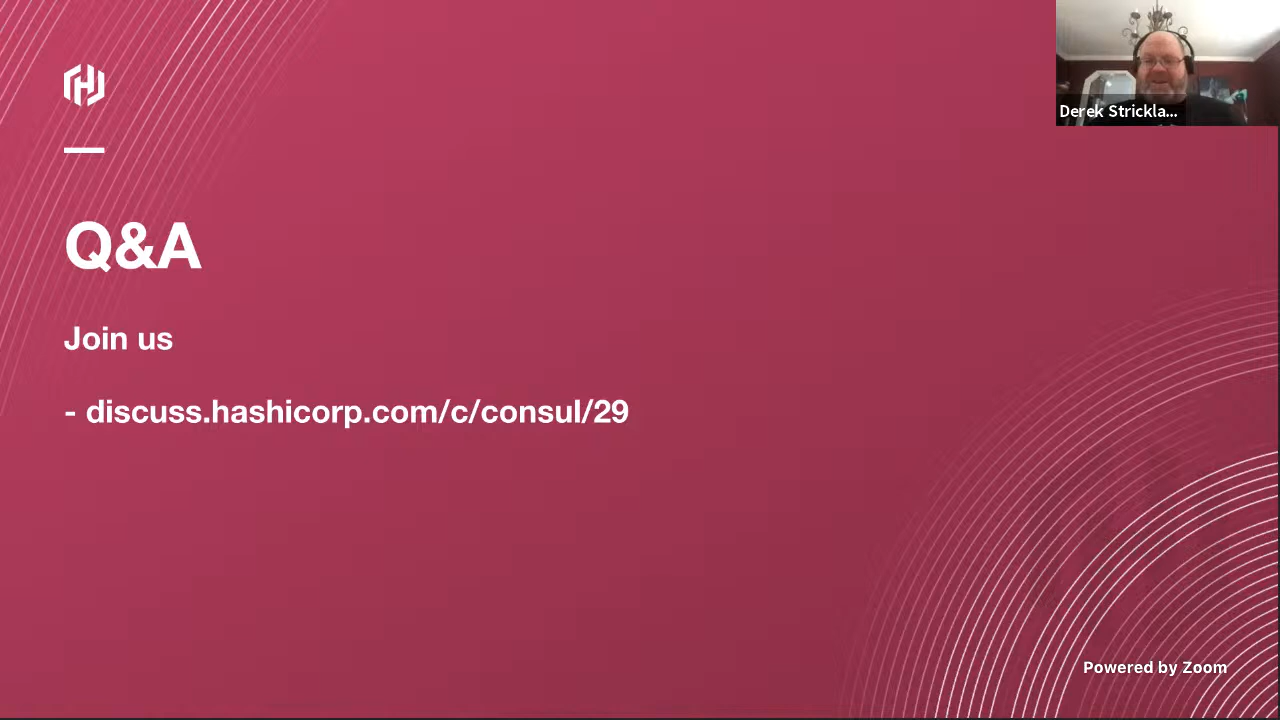 Derek Strickla...
Q&A
Join us
- discuss.hashicorp.com/c/consul/29
Powered by Zoom